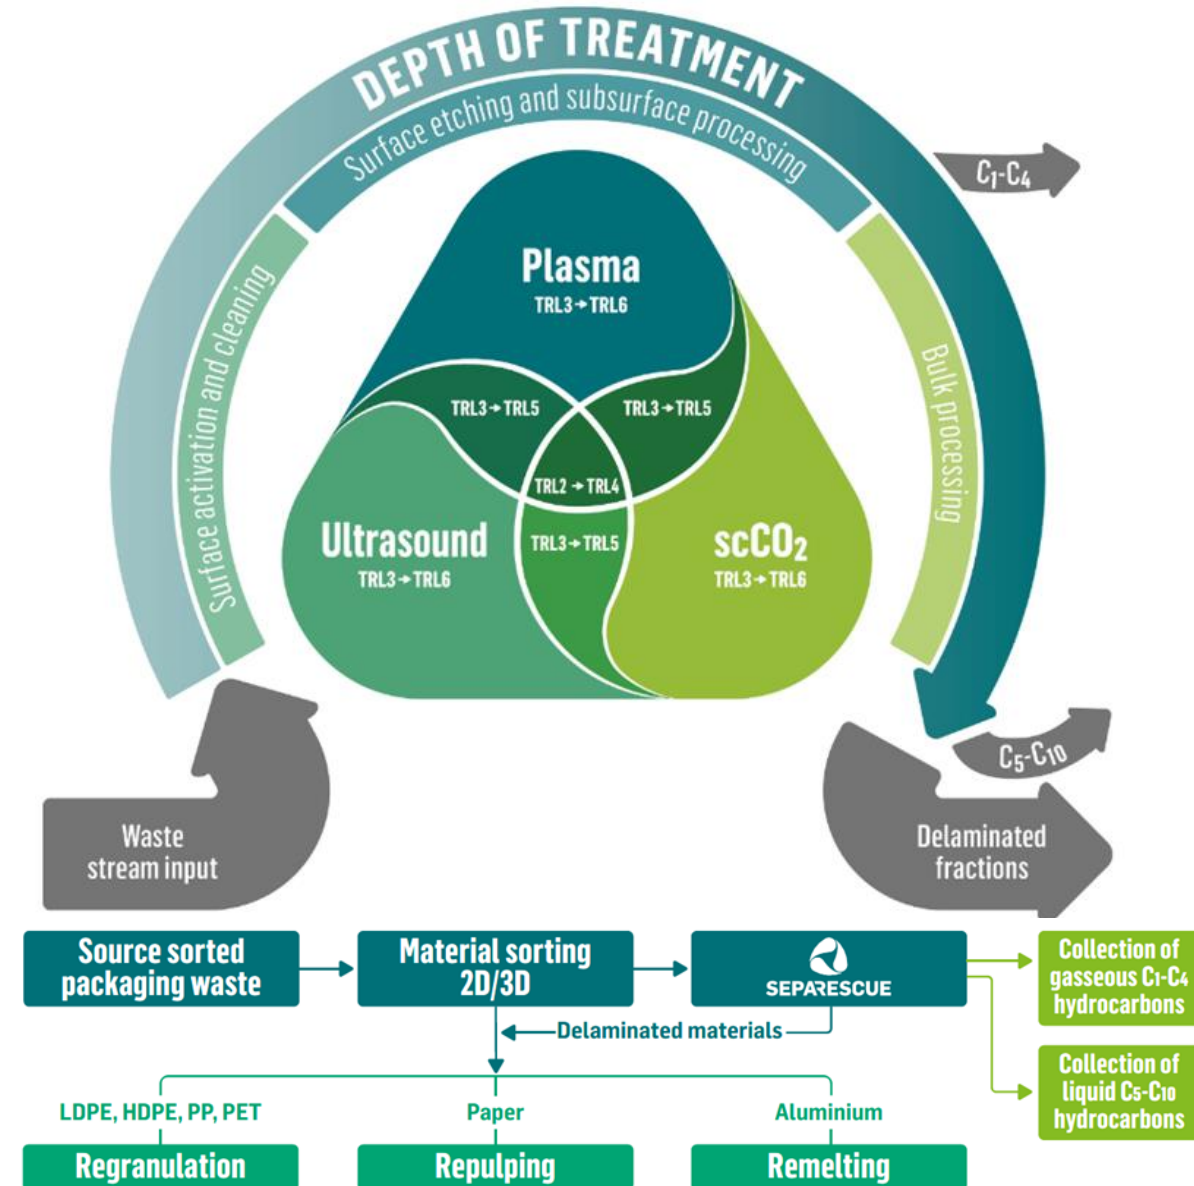 DEPTH OF TREATMENT
Surface etching and subsurface processing
Surface activation and cleaning
Bulk processing
C₁-C₄
Plasma
TRL3→TRL6
TRL3→TRL5
TRL3→TRL5
TRL2→TRL4
Ultrasound
TRL3→TRL6
TRL3→TRL5
scCO₂
TRL3→TRL6
C₅-C₁₀
Waste
stream input
Delaminated
fractions
Source sorted
packaging waste
Material sorting
2D/3D
SEPARESCUE
Collection of
gasseous C₁-C₄
hydrocarbons
Delaminated materials
Collection of
liquid C₅-C₁₀
hydrocarbons
LDPE, HDPE, PP, PET
Paper
Aluminium
Regranulation
Repulping
Remelting